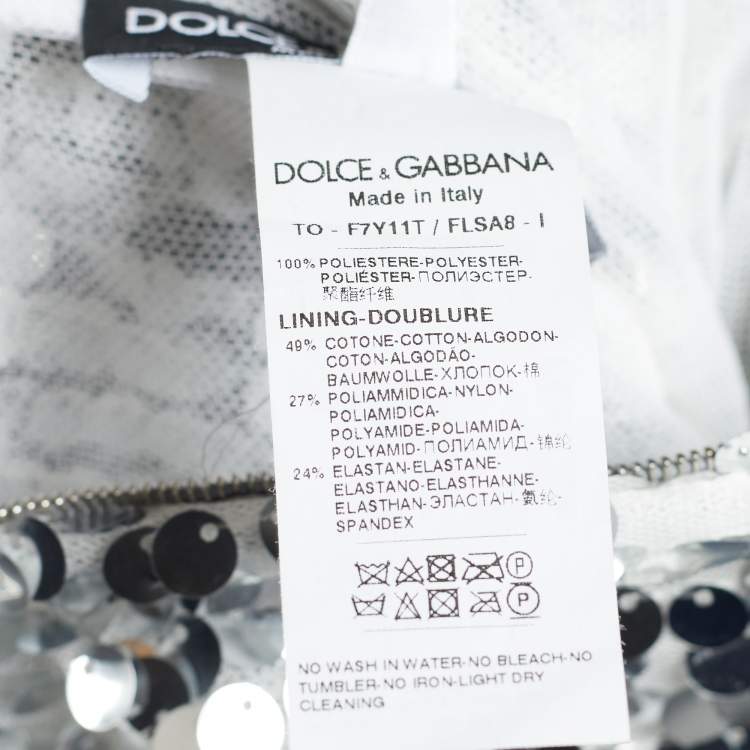 DOLCE
DOLCE & GABBANA
Made in Italy
TO - F7Y11T / FLSA8 - I
100% POLIESTERE-POLYESTER-
POLIÉSTER-ПОЛИЭСТЕР-
聚酯纤维
LINING-DOUBLURE
49% COTONE-COTTON-ALGODON-
COTON-ALGODÃO-
BAUMWOLLE-ХЛОПОК-棉
27% POLIAMMIDICA-NYLON-
POLIAMIDICA-
POLYAMIDE-POLIAMIDA-
POLYAMID-ПОЛИАМИД-锦纶
24% ELASTAN-ELASTANE-
ELASTANO-ELASTHANNE-
ELASTHAN-ЭЛАСТАН-氨纶-
SPANDEX
P
P
NO WASH IN WATER-NO BLEACH-NO
TUMBLER-NO IRON-LIGHT DRY
CLEANING